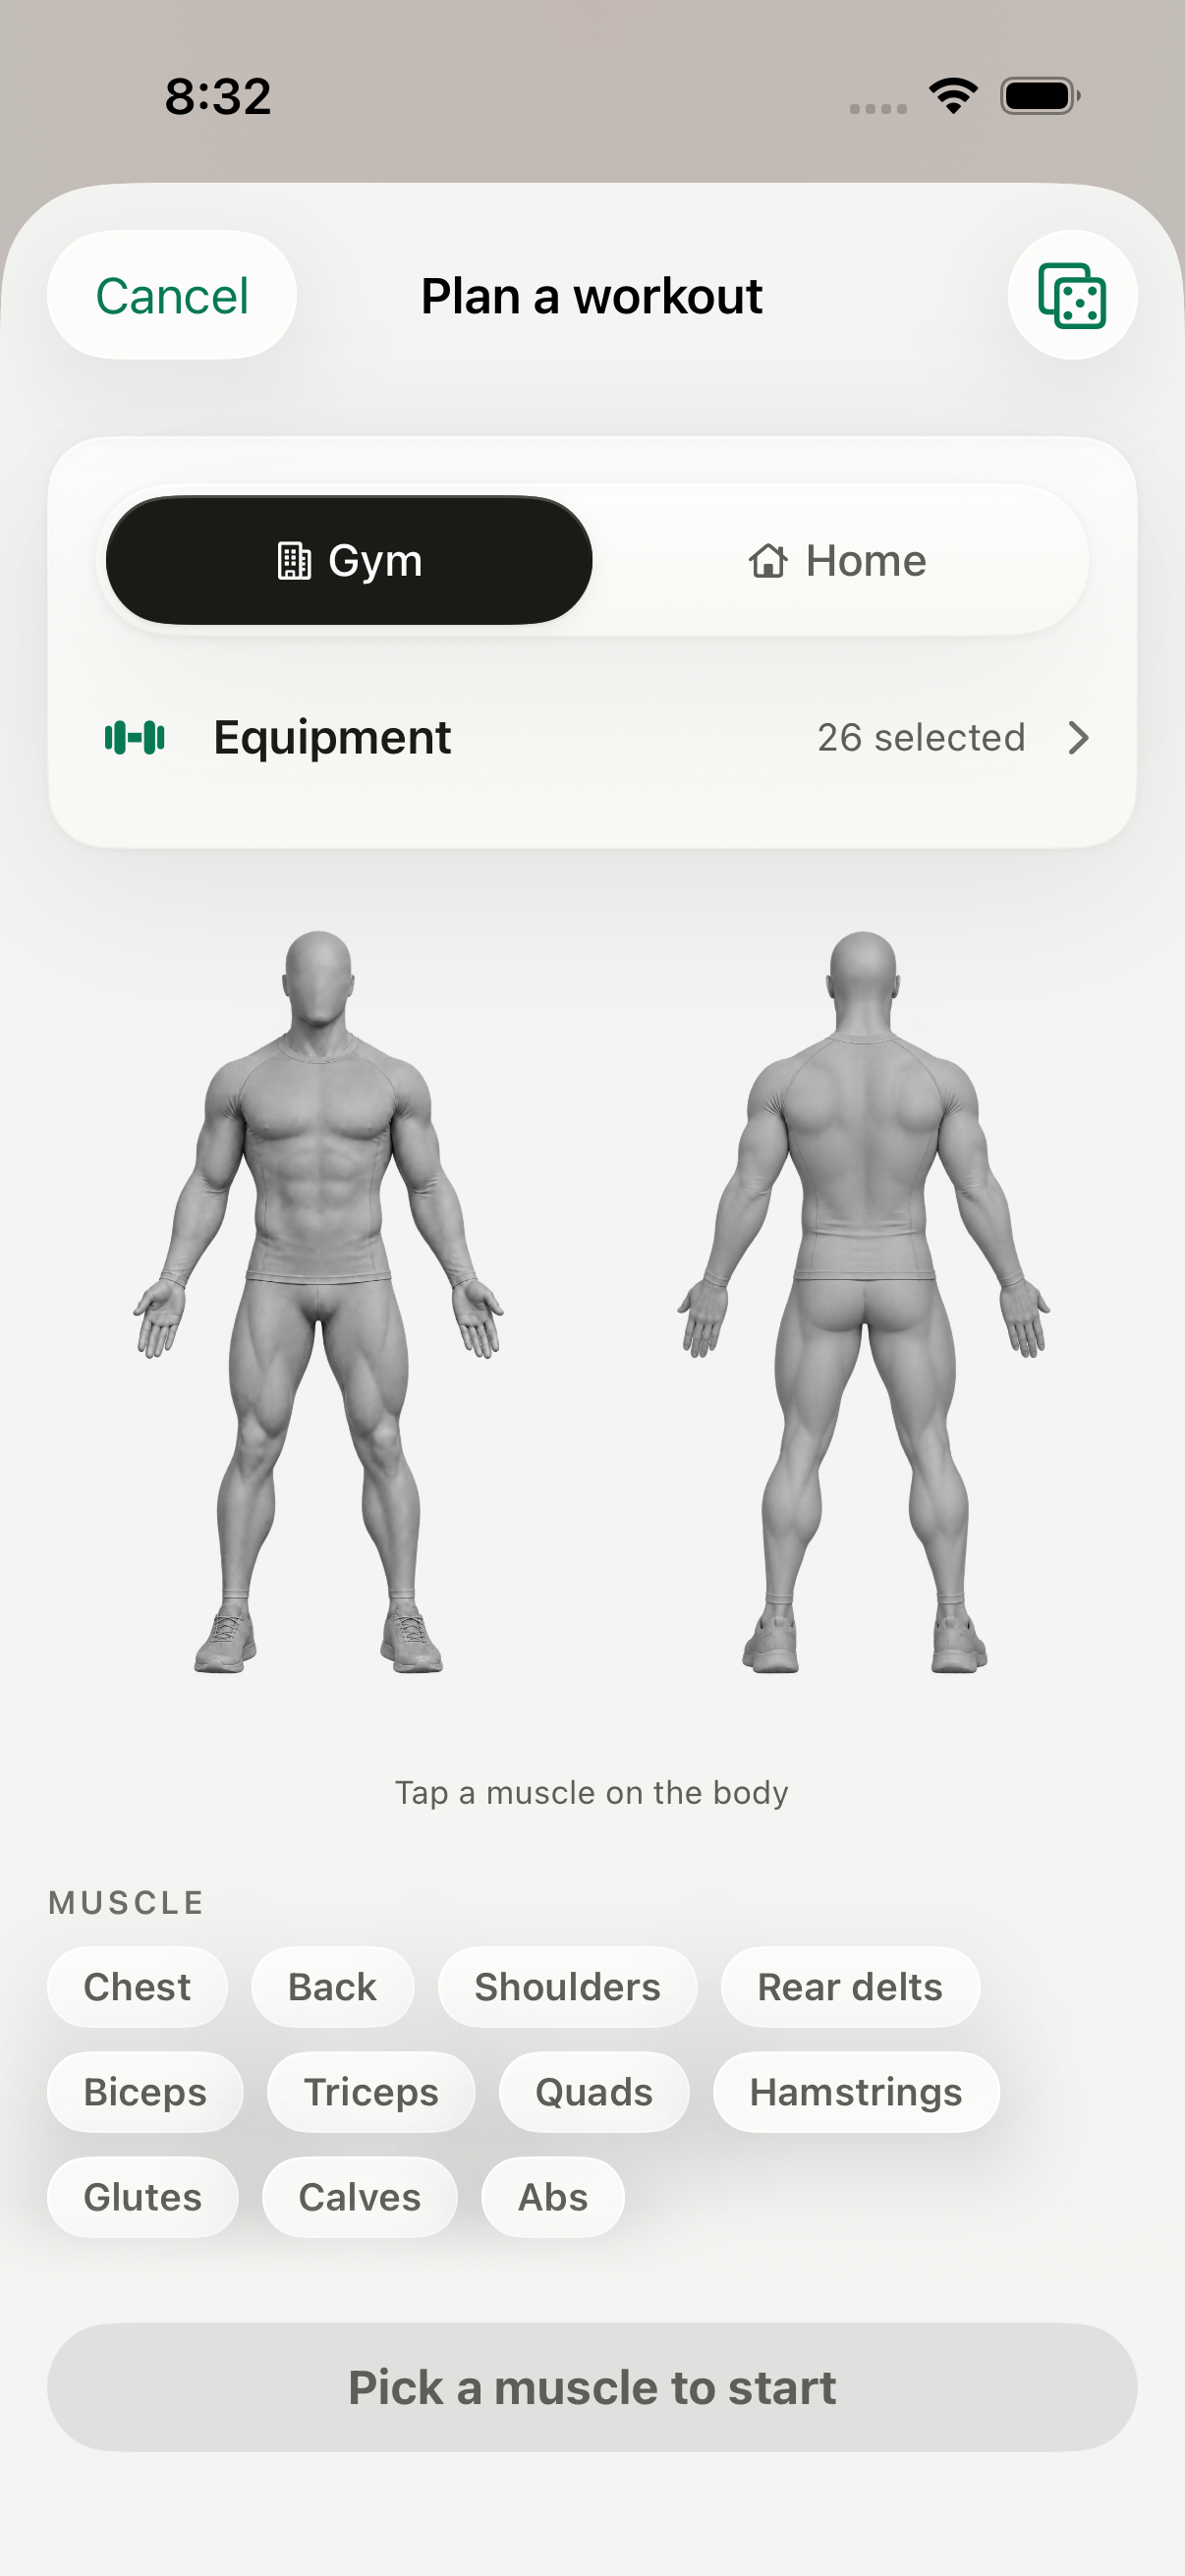 8:32
Cancel
Plan a workout
Gym
Home
Equipment
26 selected
Tap a muscle on the body
MUSCLE
Chest
Back
Shoulders
Rear delts
Biceps
Triceps
Quads
Hamstrings
Glutes
Calves
Abs
Pick a muscle to start